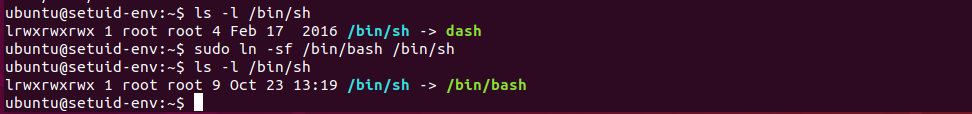 ubuntu@setuid-env:~$ ls -l /bin/sh
lrwxrwxrwx 1 root root 4 Feb 17  2016 /bin/sh -> dash
ubuntu@setuid-env:~$ sudo ln -sf /bin/bash /bin/sh
ubuntu@setuid-env:~$ ls -l /bin/sh
lrwxrwxrwx 1 root root 9 Oct 23 13:19 /bin/sh -> /bin/bash
ubuntu@setuid-env:~$